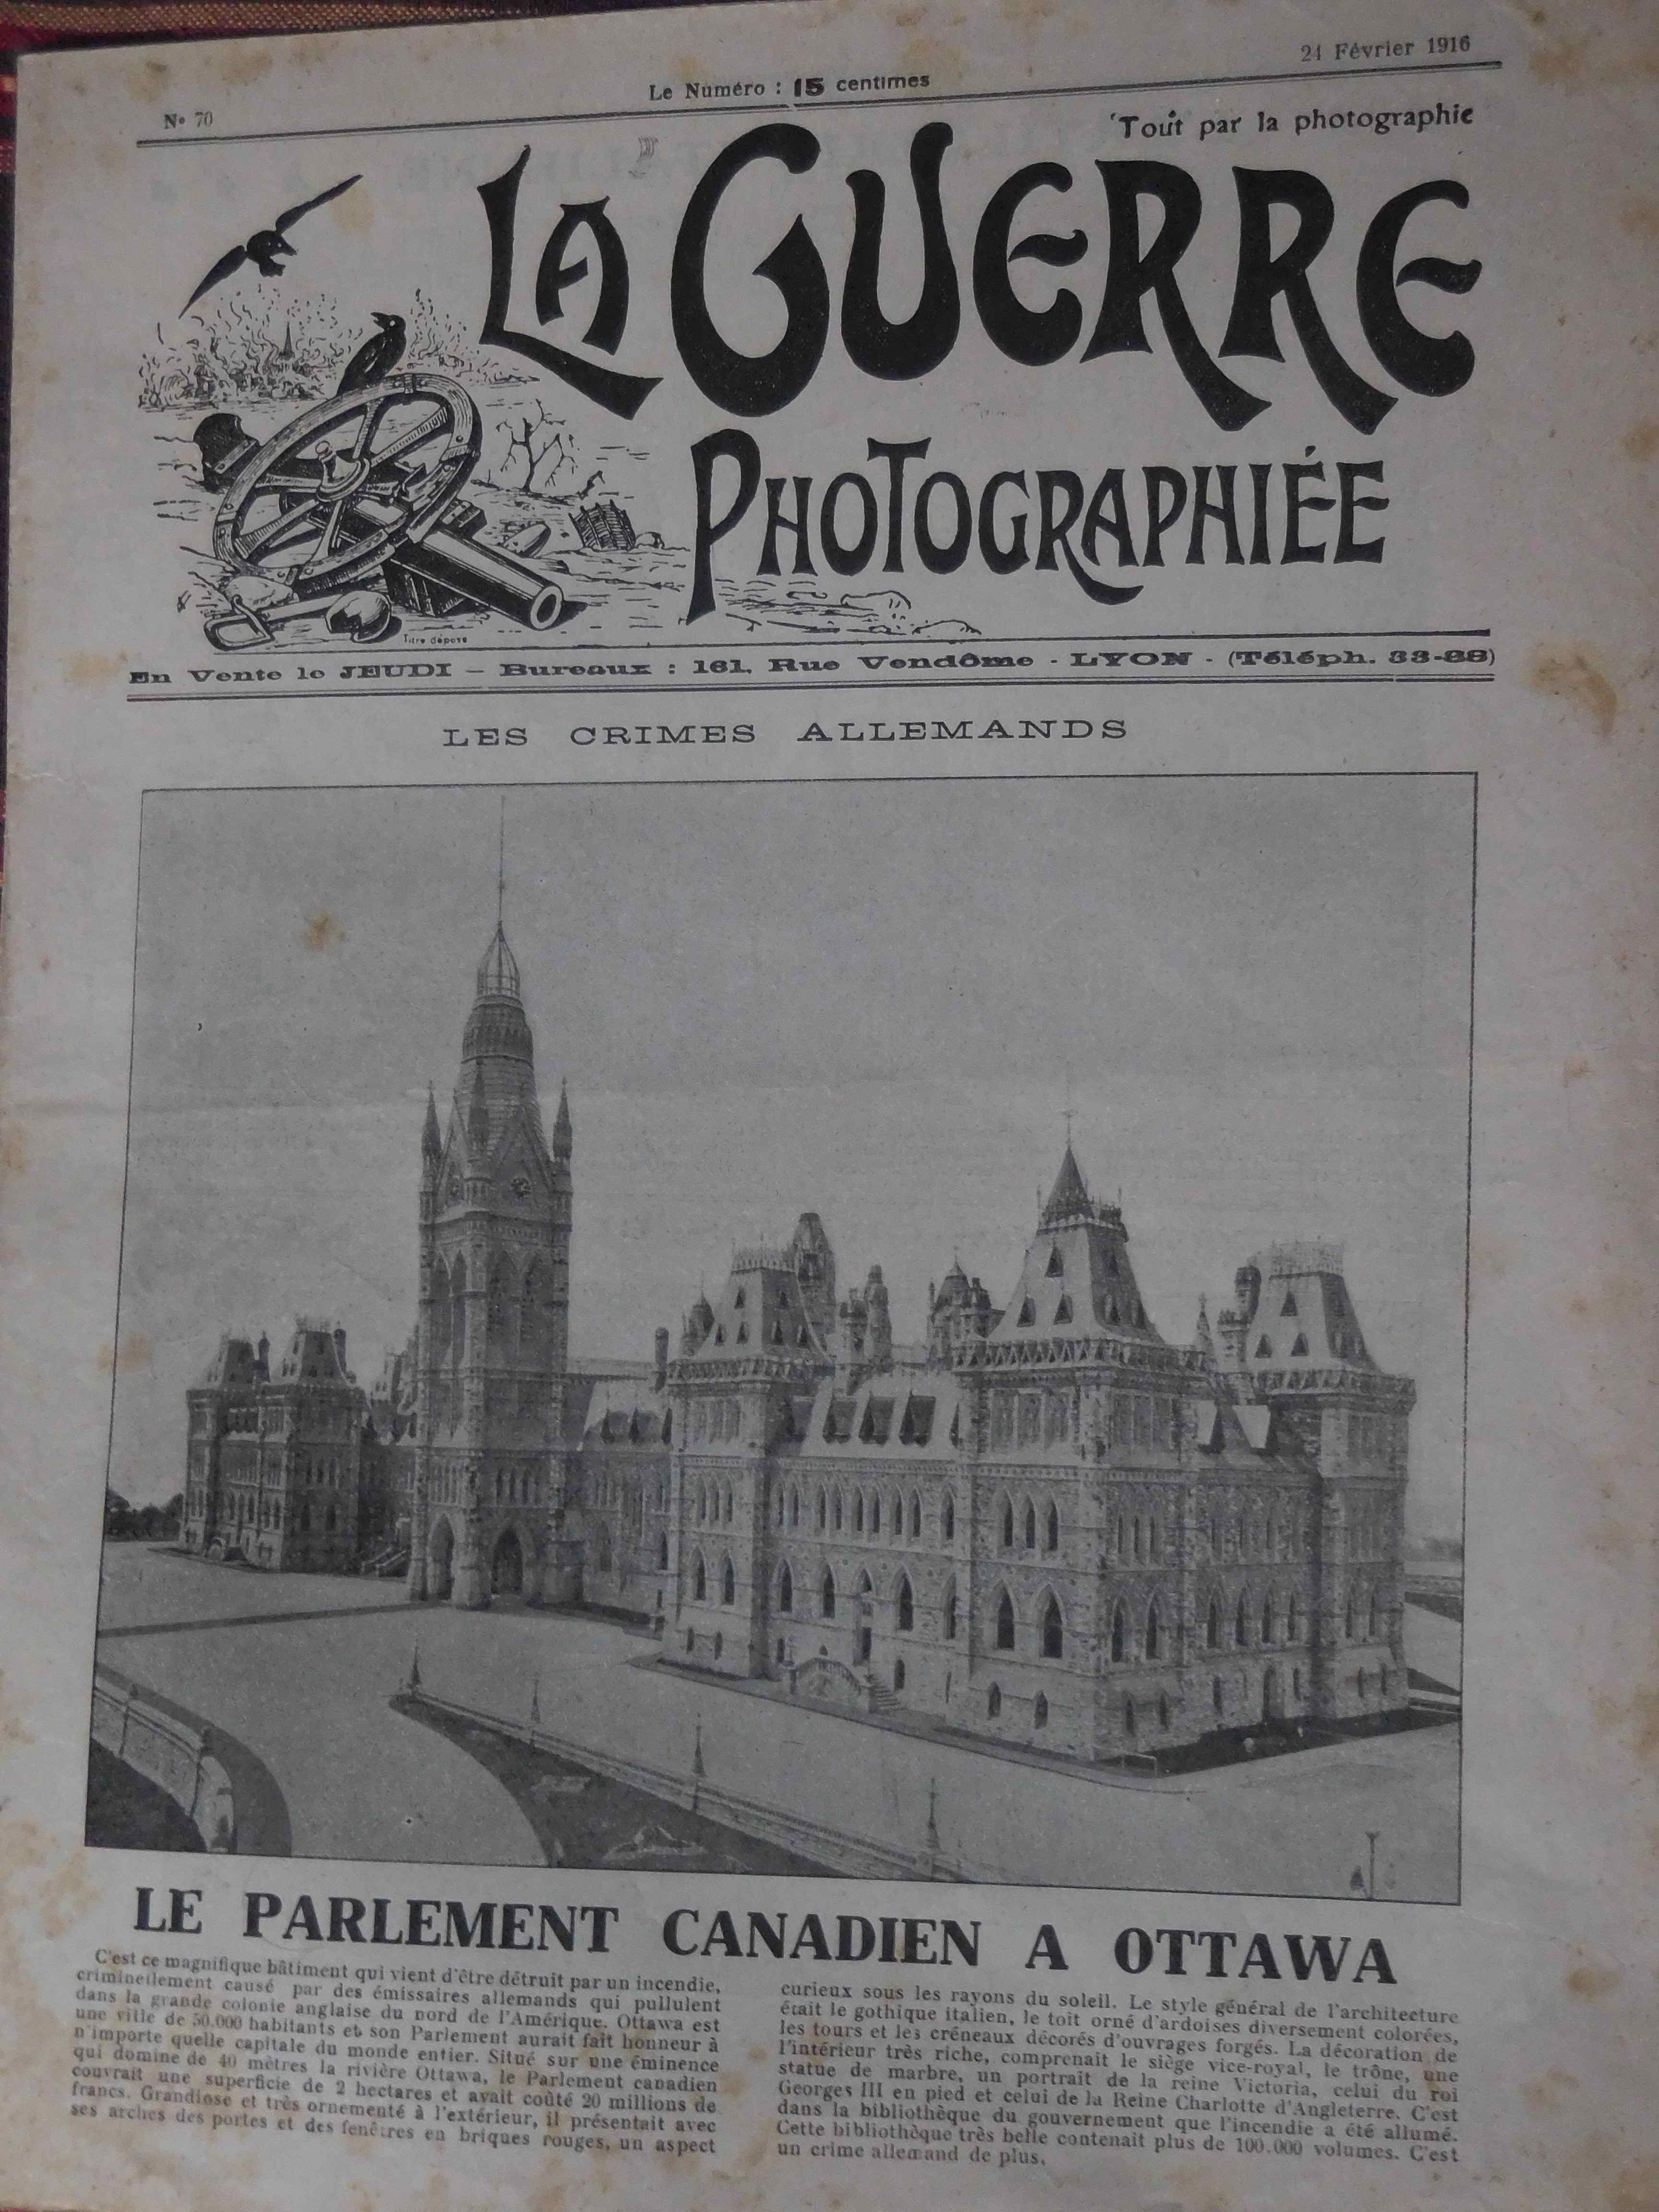 24 Février 1916
Le Numéro : 15 centimes
N° 70
Tout par la photographie
LA GUERRE
PHOTOGRAPHIÉE
Titre déposé
En Vente le JEUDI – Bureaux : 161, Rue Vendôme - LYON - (Téléph. 33-88)
LES CRIMES ALLEMANDS
LE PARLEMENT CANADIEN A OTTAWA
C'est ce magnifique bâtiment qui vient d'être détruit par un incendie,
criminellement causé par des émissaires allemands qui pullulent
dans la grande colonie anglaise du nord de l'Amérique. Ottawa est
une ville de 50.000 habitants et son Parlement aurait fait honneur à
n'importe quelle capitale du monde entier. Situé sur une éminence
qui domine de 40 mètres la rivière Ottawa, le Parlement canadien
couvrait une superficie de 2 hectares et avait coûté 20 millions de
francs. Grandiose et très ornementé à l'extérieur, il présentait avec
ses arches des portes et des fenêtres en briques rouges, un aspect
curieux sous les rayons du soleil. Le style général de l'architecture
était le gothique italien, le toit orné d'ardoises diversement colorées,
les tours et les créneaux décorés d'ouvrages forgés. La décoration de
l'intérieur très riche, comprenait le siège vice-royal, le trône, une
statue de marbre, un portrait de la reine Victoria, celui du roi
Georges III en pied et celui de la Reine Charlotte d'Angleterre. C'est
dans la bibliothèque du gouvernement que l'incendie a été allumé.
Cette bibliothèque très belle contenait plus de 100.000 volumes. C'est
un crime allemand de plus.